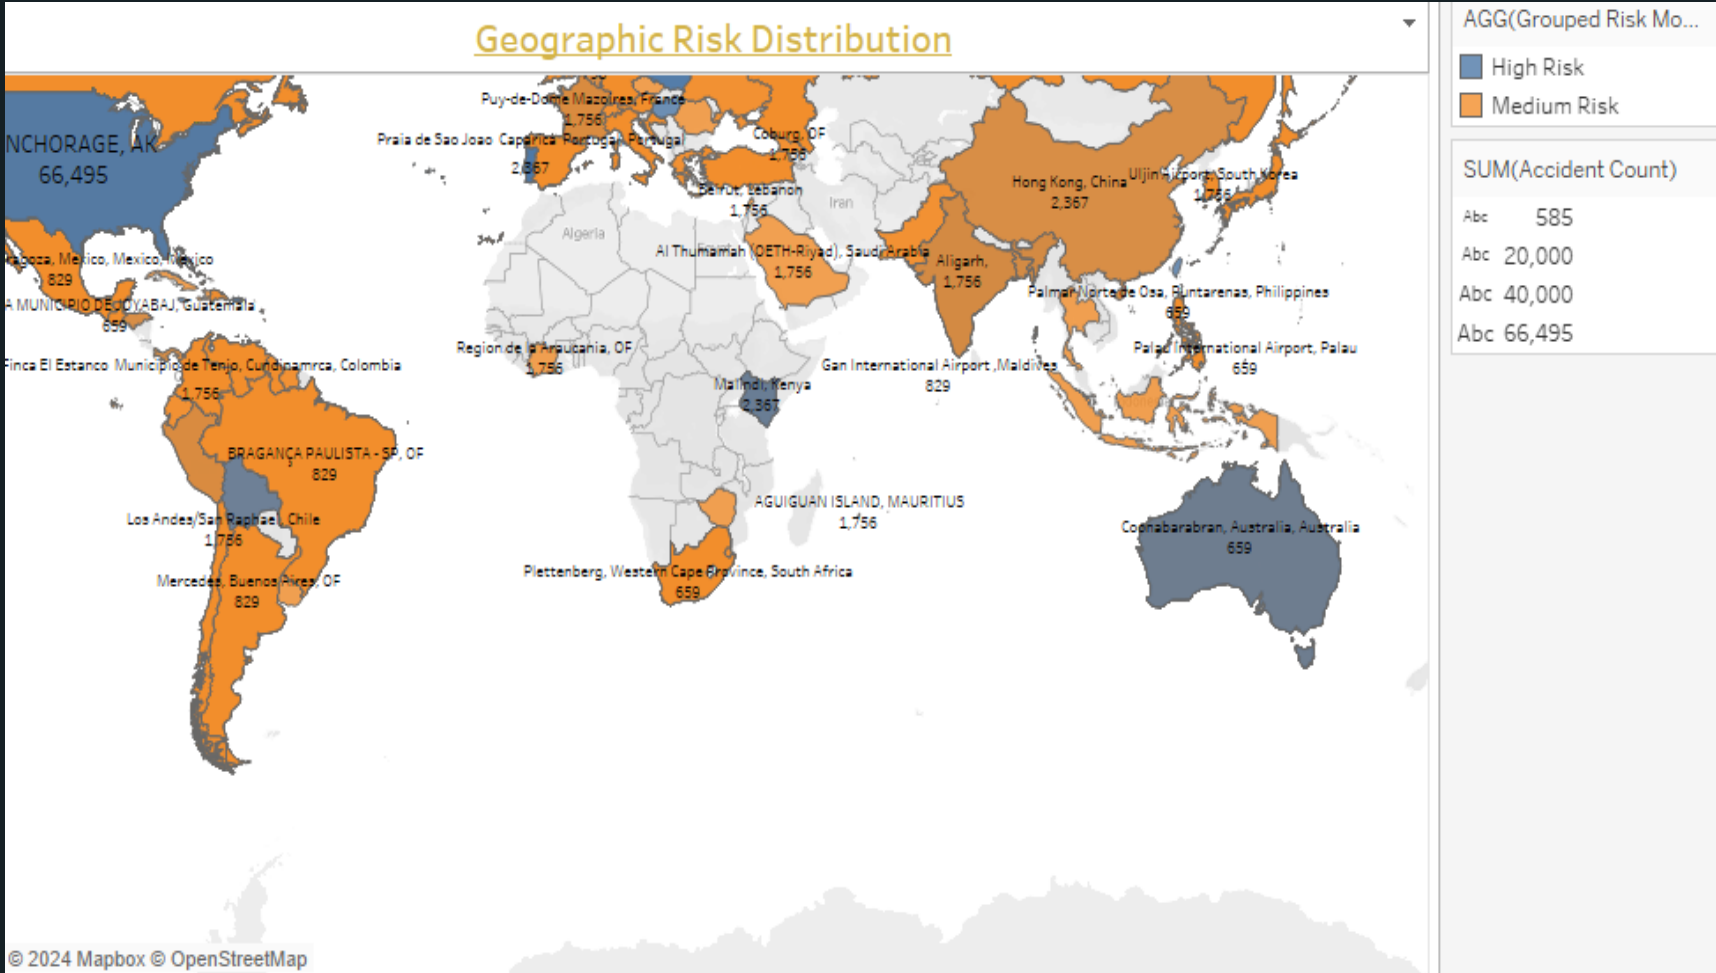 Geographic Risk Distribution
AGG(Grouped Risk Mo...
High Risk
Medium Risk
SUM(Accident Count)
Abc 585
Abc 20,000
Abc 40,000
Abc 66,495
NCHORAGE, AK
66,495
Puy-de-Dome Mazoires, France
1,756
Praia de Sao Joao Caparica Portugal Portugal
2,367
Coburg, OF
1,756
Beirut, Lebanon
1,756
Iran
Algeria
Hong Kong, China
2,367
Uljin Airport, South Korea
1,756
Al Thumamah (OETH-Riyad), Saudi Arabia
1,756
Aligarh,
1,756
ragoza, Mexico, Mexico, Mexico
829
A MUNICIPIO DE JOYABAJ, Guatemala
659
Palmar Norte de Osa, Puntarenas, Philippines
659
Region de la Araucania, OF
1,756
Palau International Airport, Palau
659
Finca El Estanco Municipio de Tenjo, Cundinamrca, Colombia
1,756
Gan International Airport ,Maldives
829
Malindi, Kenya
2,367
BRAGANÇA PAULISTA - SP, OF
829
AGUIGUAN ISLAND, MAURITIUS
1,756
Los Andes/San Raphael, Chile
1,756
Coonabarabran, Australia, Australia
659
Plettenberg, Western Cape Province, South Africa
659
Mercedes, Buenos Aires, OF
829
© 2024 Mapbox © OpenStreetMap